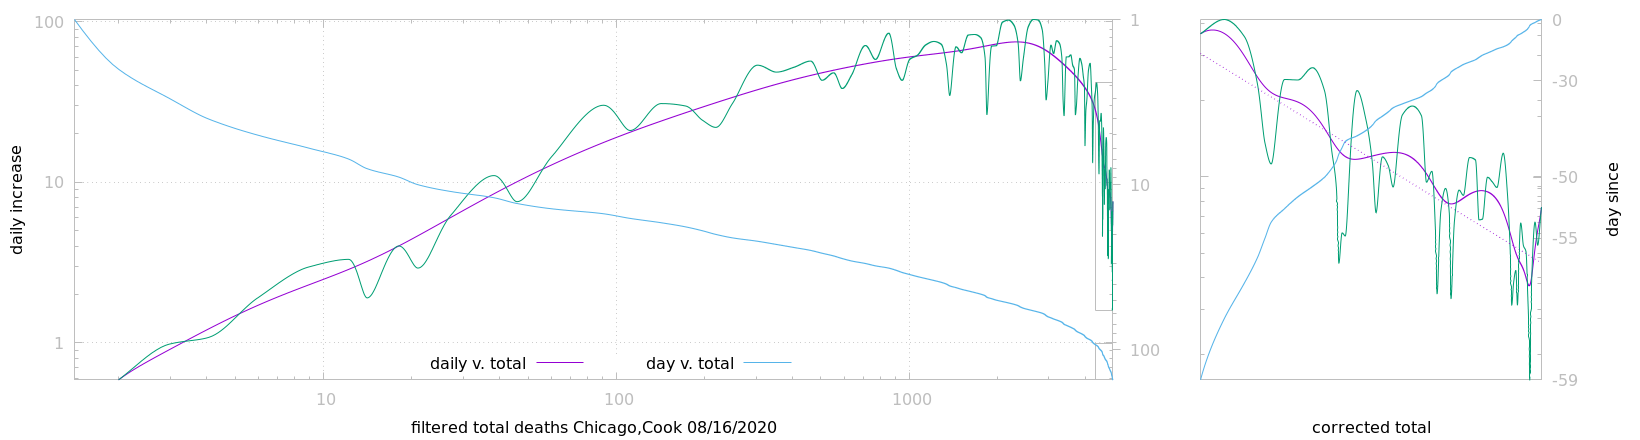 100
10
1
daily increase
10
100
1000
1
10
100
daily v. total
day v. total
filtered total deaths Chicago,Cook 08/16/2020
0
-30
-50
-55
-59
day since
corrected total